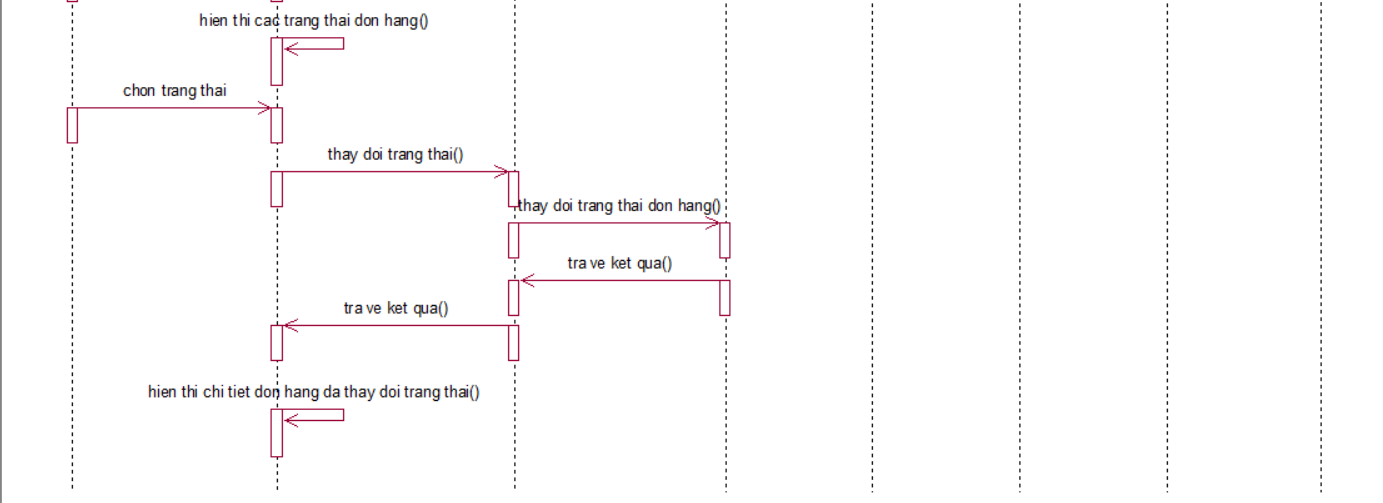 hien thi cac trang thai don hang()
chon trang thai
thay doi trang thai()
thay doi trang thai don hang()
tra ve ket qua()
tra ve ket qua()
hien thi chi tiet don hang da thay doi trang thai()